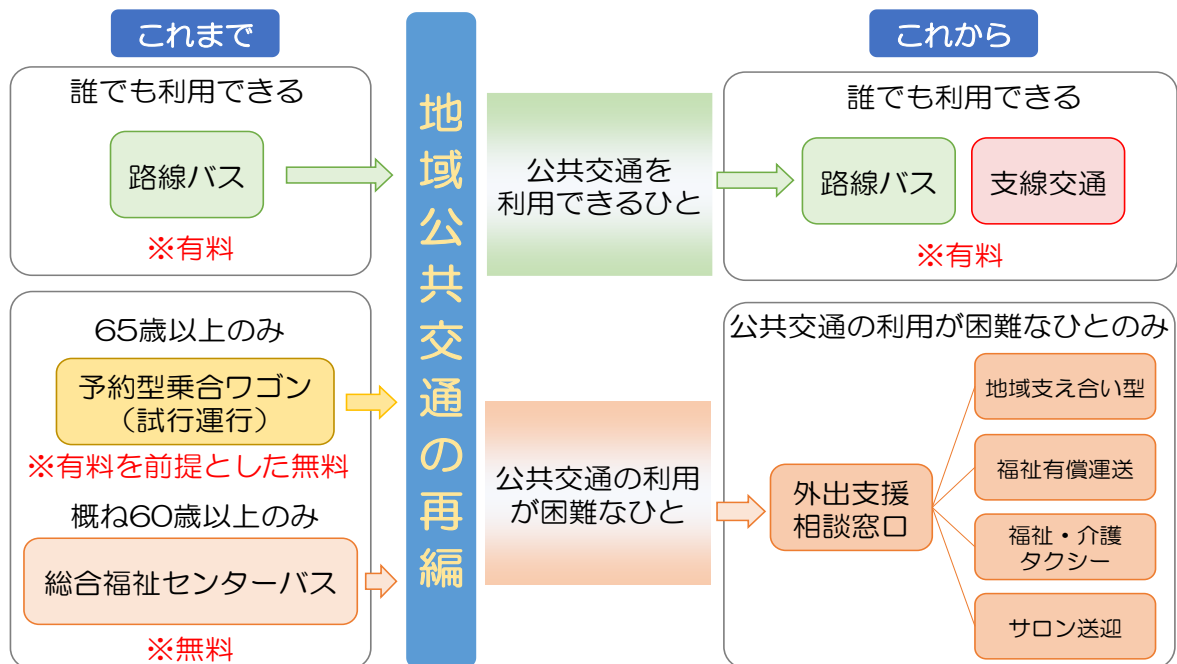 これまで
誰でも利用できる
路線バス
※有料
65歳以上のみ
予約型乗合ワゴン
（試行運行）
※有料を前提とした無料
概ね60歳以上のみ
総合福祉センターバス
※無料
地域公共交通の再編
公共交通を
利用できるひと
公共交通の利用
が困難なひと
これから
誰でも利用できる
路線バス
支線交通
※有料
公共交通の利用が困難なひとのみ
外出支援
相談窓口
地域支え合い型
福祉有償運送
福祉・介護
タクシー
サロン送迎